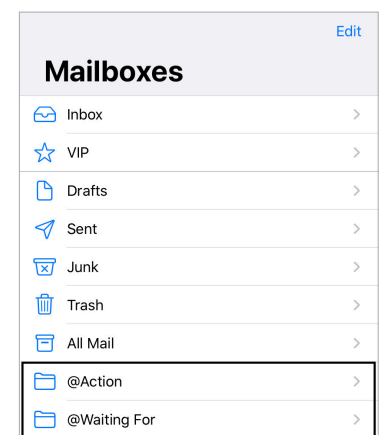 Edit
Mailboxes
Inbox
VIP
Drafts
Sent
Junk
Trash
All Mail
@Action
@Waiting For